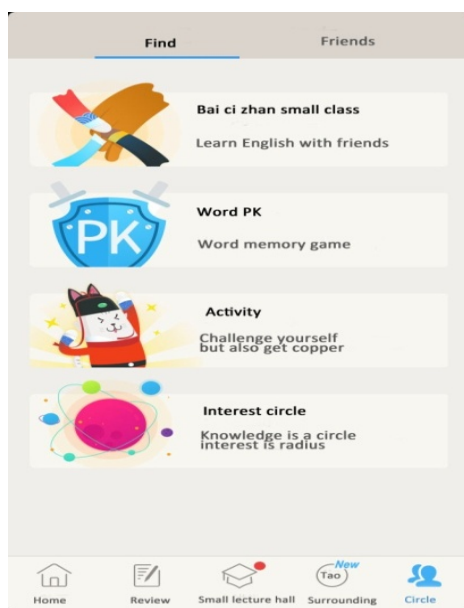 Find
Friends
Bai ci zhan small class
Learn English with friends
PK
Word PK
Word memory game
Activity
Challenge yourself
but also get copper
Interest circle
Knowledge is a circle
interest is radius
New
Tao
Home
Review
Small lecture hall
Surrounding
Circle